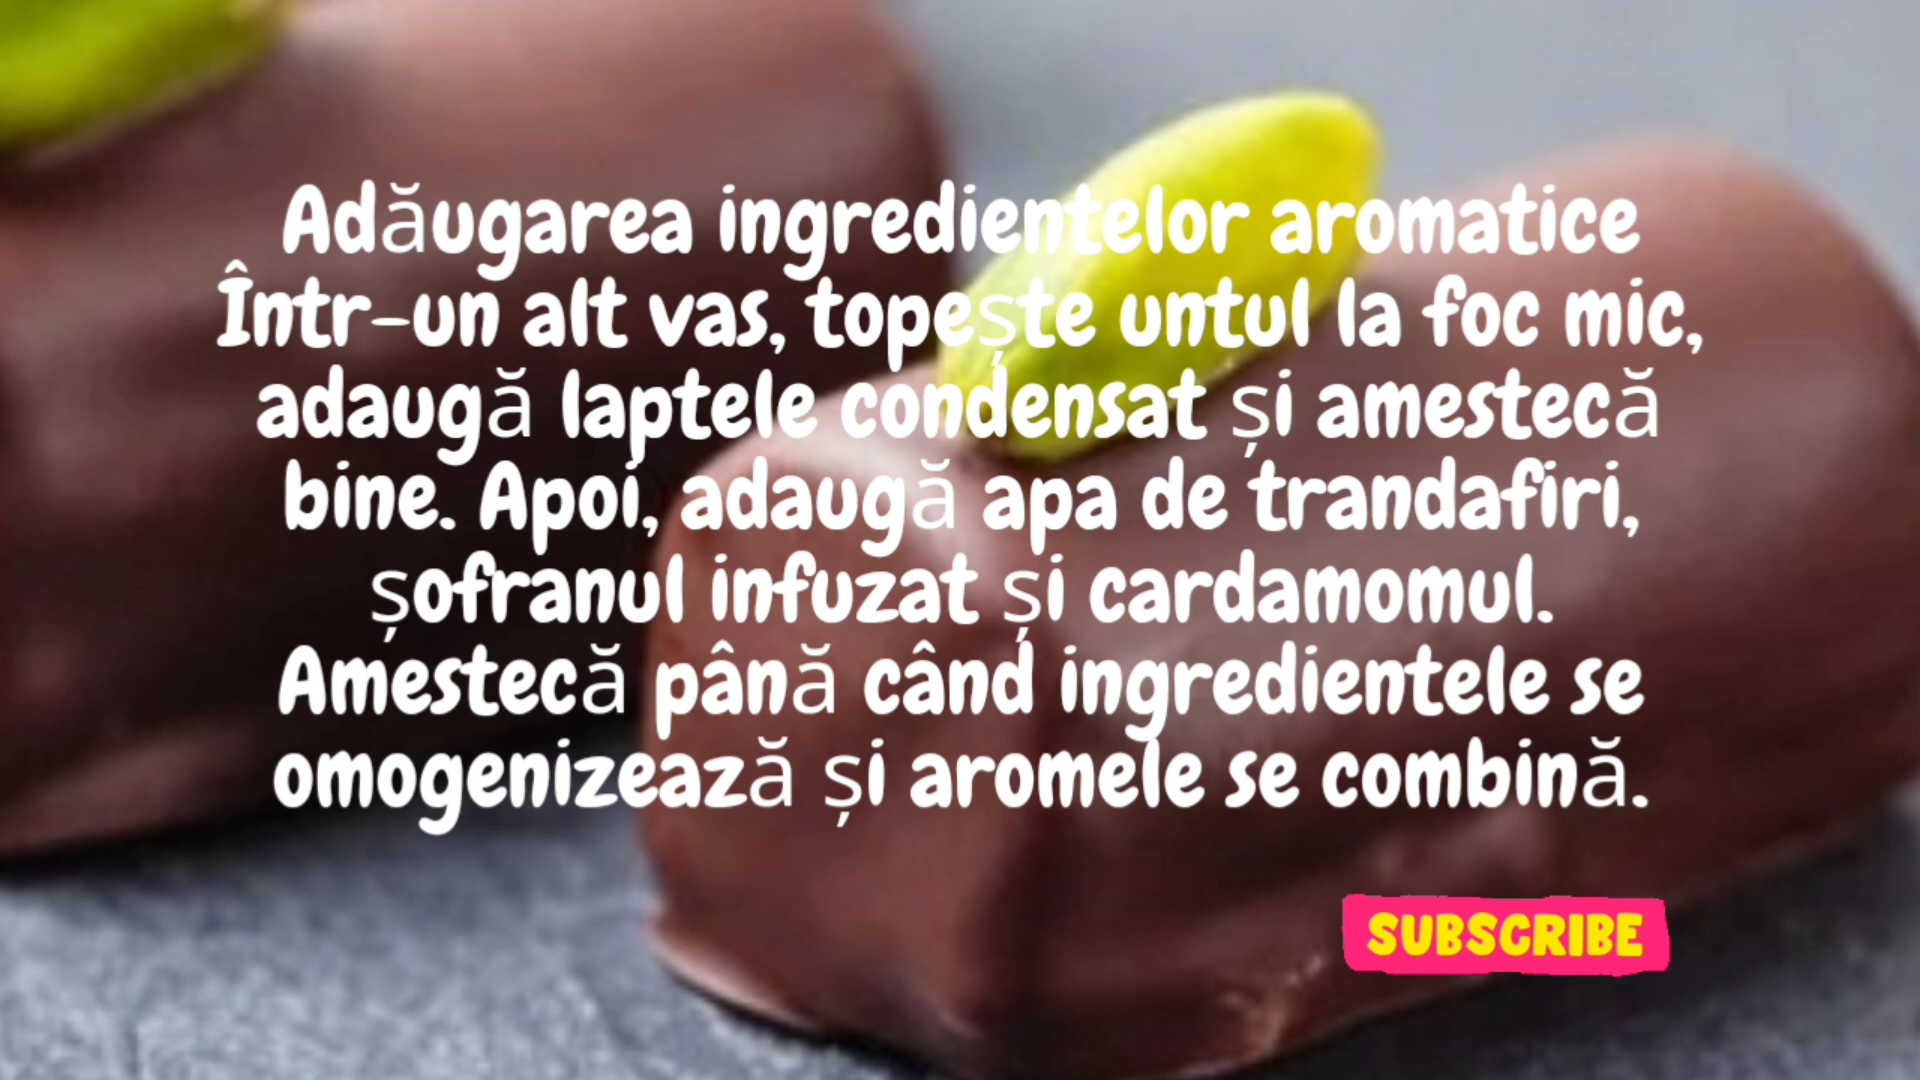 Adăugarea ingredientelor aromatice
Într-un alt vas, topește untul la foc mic,
adaugă laptele condensat și amestecă
bine. Apoi, adaugă apa de trandafiri,
șofranul infuzat și cardamomul.
Amestecă până când ingredientele se
omogenizează și aromele se combină.
SUBSCRIBE